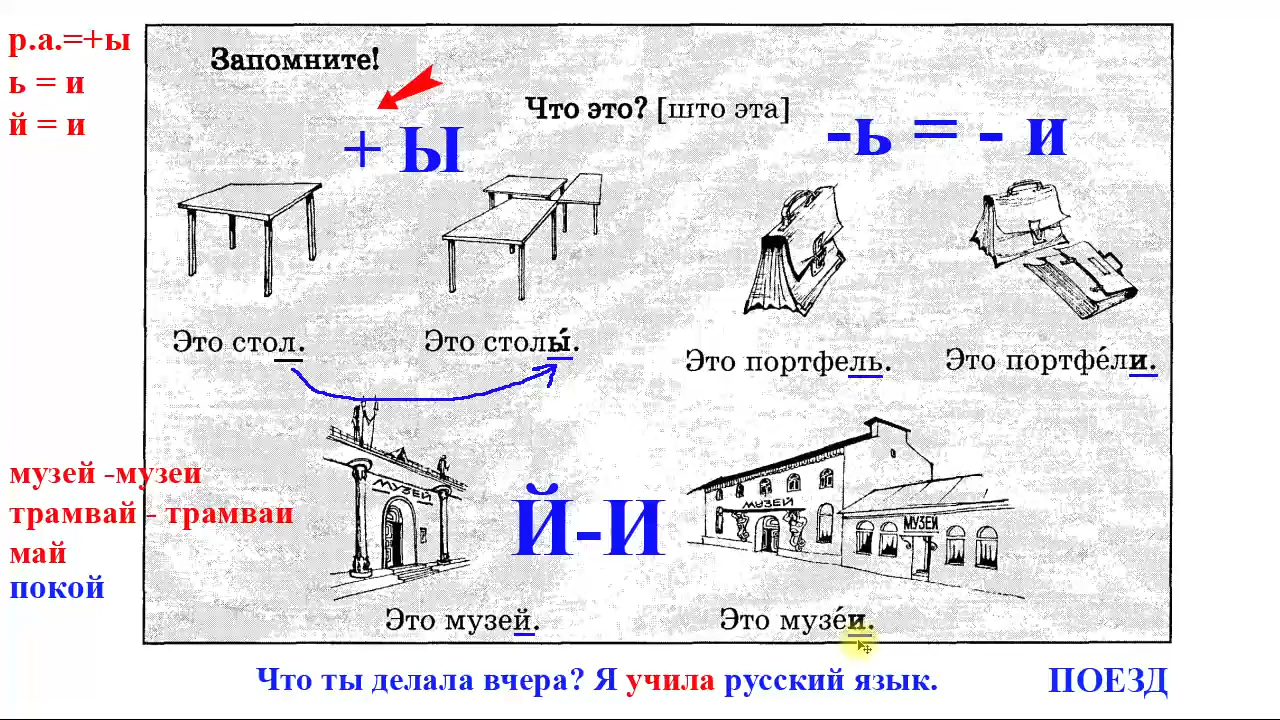 р.а.=+ы
ь = и
й = и
Запомните!
Что это? [што эта]
+ Ы
-ь = - и
Это стол.
Это столы́.
Это портфель.
Это портфе́ли.
музей -музеи
трамвай - трамваи
май
покой
МУЗЕЙ
Й-И
МУЗЕЙ
МУЗЕЙ
Это музей.
Это музе́и.
Что ты делала вчера? Я учила русский язык.
ПОЕЗД